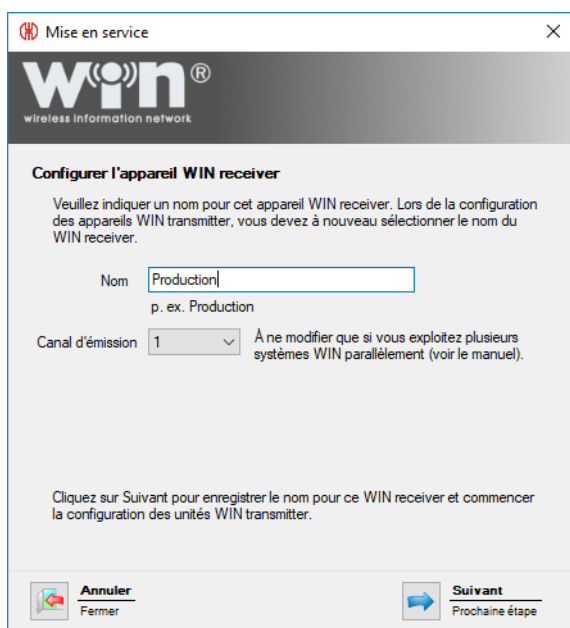 Mise en service
win®
wireless information network
Configurer l'appareil WIN receiver
Veuillez indiquer un nom pour cet appareil WIN receiver. Lors de la configuration
des appareils WIN transmitter, vous devez à nouveau sélectionner le nom du
WIN receiver.
Nom Production
p. ex. Production
Canal d'émission 1 À ne modifier que si vous exploitez plusieurs
systèmes WIN parallèlement (voir le manuel).
Cliquez sur Suivant pour enregistrer le nom pour ce WIN receiver et commencer
la configuration des unités WIN transmitter.
Annuler Suivant
Fermer Prochaine étape